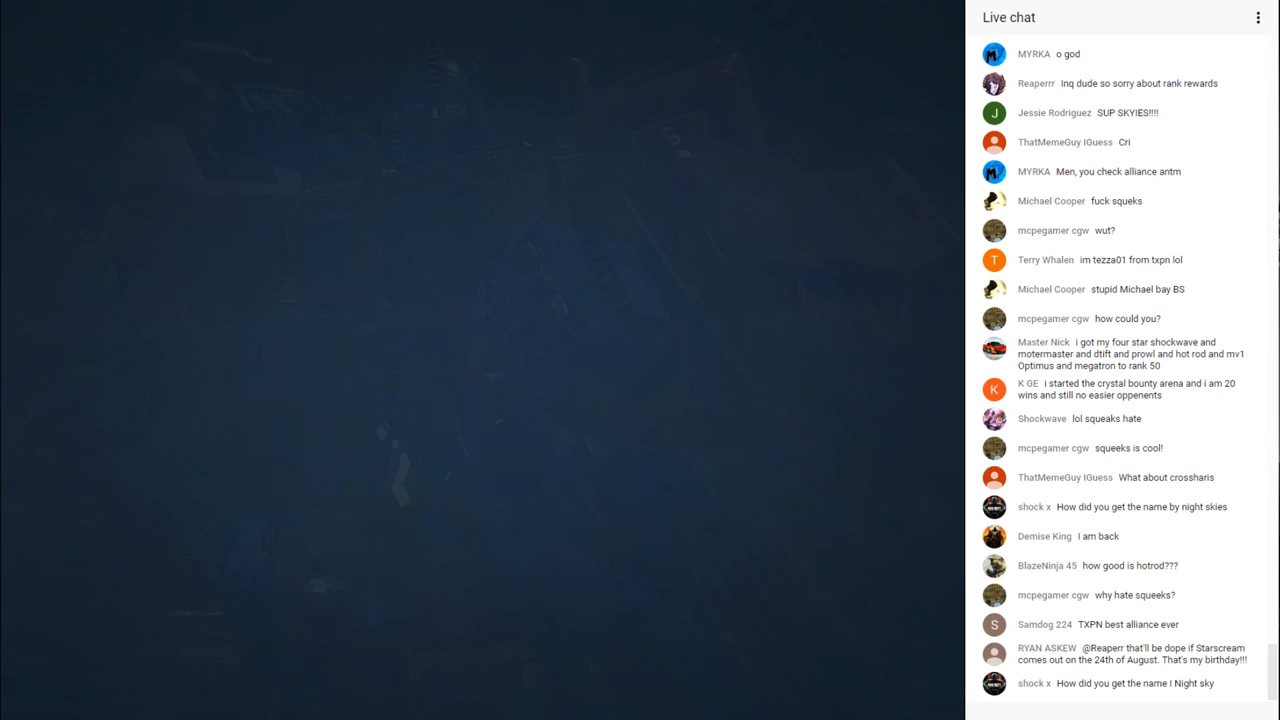 Live chat
MYRKA o god
Reaperrr Inq dude so sorry about rank rewards
Jessie Rodriguez SUP SKYIES!!!!
ThatMemeGuy IGuess Cri
MYRKA Men, you check alliance antm
Michael Cooper fuck squeks
mcpegamer cgw wut?
Terry Whalen im tezza01 from txpn lol
Michael Cooper stupid Michael bay BS
mcpegamer cgw how could you?
Master Nick i got my four star shockwave and
motermaster and dtift and prowl and hot rod and mv1
Optimus and megatron to rank 50
K GE i started the crystal bounty arena and i am 20
wins and still no easier oppenents
Shockwave lol squeaks hate
mcpegamer cgw squeeks is cool!
ThatMemeGuy IGuess What about crossharis
shock x How did you get the name by night skies
Demise King I am back
BlazeNinja 45 how good is hotrod???
mcpegamer cgw why hate squeeks?
Samdog 224 TXPN best alliance ever
RYAN ASKEW @Reaperr that'll be dope if Starscream
comes out on the 24th of August. That's my birthday!!!
shock x How did you get the name I Night sky